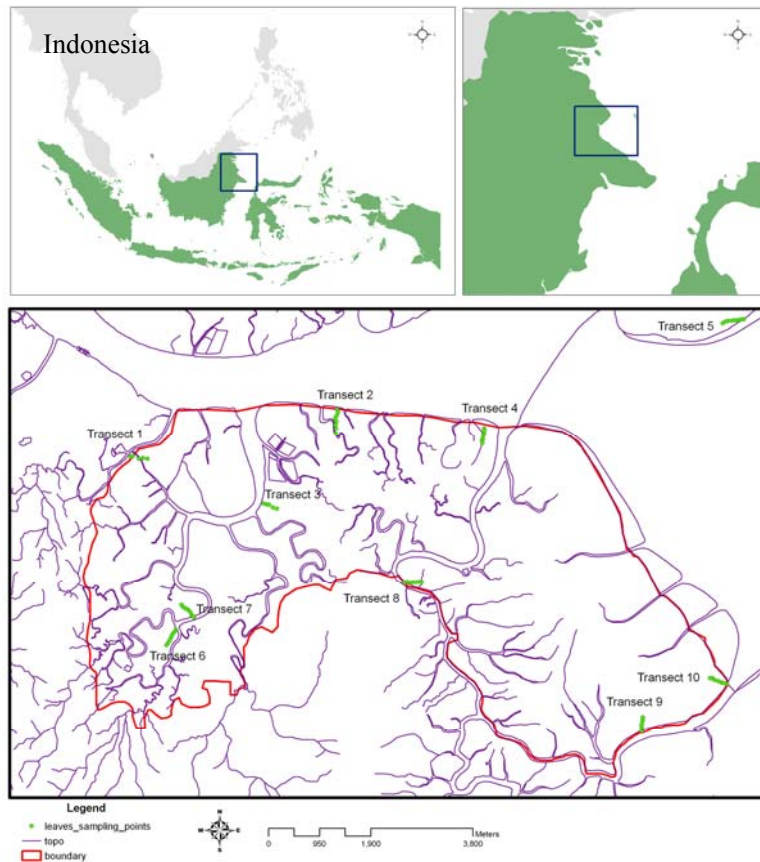 Indonesia
Transect 5
Transect 2
Transect 4
Transect 1
Transect 3
Transect 8
Transect 7
Transect 6
Transect 10
Transect 9
Legend
leaves_sampling_points
topo
boundary
N
W E
S
Meters
0 950 1,900 3,800